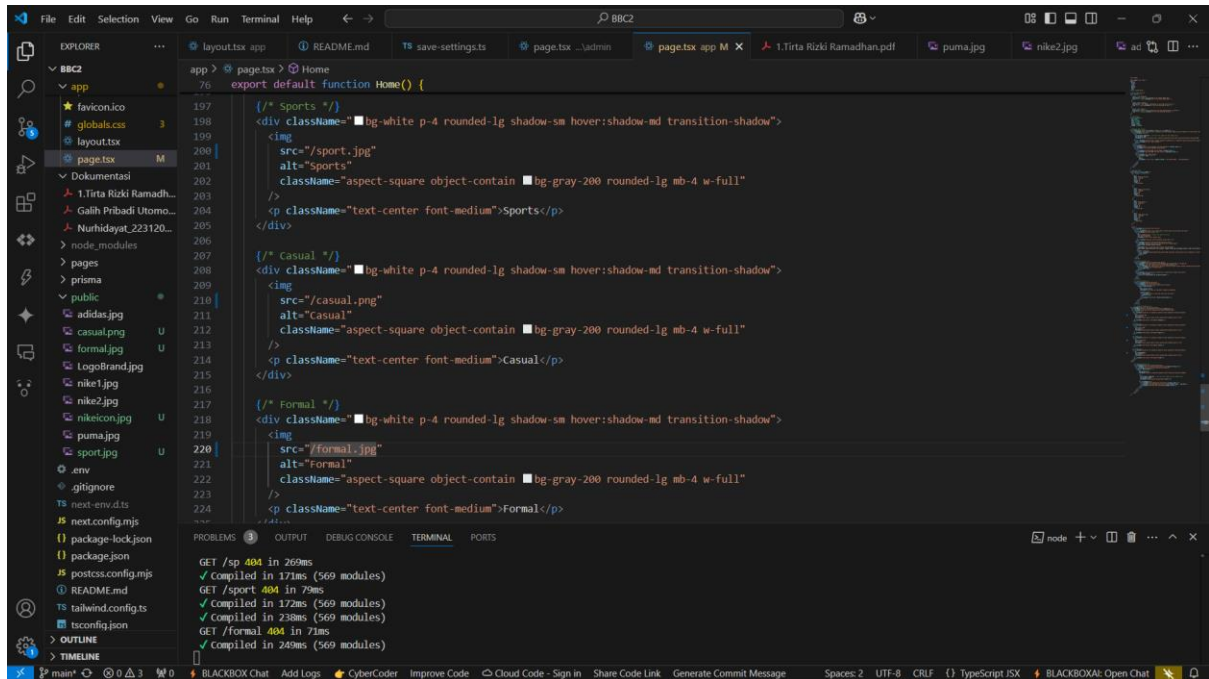 File Edit Selection View Go Run Terminal Help BBC2
EXPLORER
layout.tsx app README.md TS save-settings.ts page.tsx ...\admin page.tsx app M 1.Tirta Rizki Ramadhan.pdf puma.jpg nike2.jpg ad
BBC2
app
favicon.ico
# globals.css 3
layout.tsx
page.tsx M
Dokumentasi
1.Tirta Rizki Ramadh...
Galih Pribadi Utomo...
Nurhidayat_223120...
node_modules
pages
prisma
public
adidas.jpg
casual.png U
formal.jpg U
LogoBrand.jpg
nike1.jpg
nike2.jpg
nikeicon.jpg U
puma.jpg
sport.jpg U
.env
.gitignore
TS next-env.d.ts
JS next.config.mjs
{} package-lock.json
{} package.json
JS postcss.config.mjs
README.md
TS tailwind.config.ts
tsconfig.json
OUTLINE
TIMELINE
app > page.tsx > Home
76 export default function Home() {
197 {/* Sports */}
198 <div className="bg-white p-4 rounded-lg shadow-sm hover:shadow-md transition-shadow">
199 <img
200 src="/sport.jpg"
201 alt="Sports"
202 className="aspect-square object-contain bg-gray-200 rounded-lg mb-4 w-full"
203 />
204 <p className="text-center font-medium">Sports</p>
205 </div>
206
207 {/* Casual */}
208 <div className="bg-white p-4 rounded-lg shadow-sm hover:shadow-md transition-shadow">
209 <img
210 src="/casual.png"
211 alt="Casual"
212 className="aspect-square object-contain bg-gray-200 rounded-lg mb-4 w-full"
213 />
214 <p className="text-center font-medium">Casual</p>
215 </div>
216
217 {/* Formal */}
218 <div className="bg-white p-4 rounded-lg shadow-sm hover:shadow-md transition-shadow">
219 <img
220 src="/formal.jpg"
221 alt="Formal"
222 className="aspect-square object-contain bg-gray-200 rounded-lg mb-4 w-full"
223 />
224 <p className="text-center font-medium">Formal</p>
PROBLEMS 3 OUTPUT DEBUG CONSOLE TERMINAL PORTS node
GET /sp 404 in 269ms
✓ Compiled in 171ms (569 modules)
GET /sport 404 in 79ms
✓ Compiled in 172ms (569 modules)
✓ Compiled in 238ms (569 modules)
GET /formal 404 in 71ms
✓ Compiled in 249ms (569 modules)
main* 0 3 0 BLACKBOX Chat Add Logs CyberCoder Improve Code Cloud Code - Sign in Share Code Link Generate Commit Message Spaces: 2 UTF-8 CRLF {} TypeScript JSX BLACKBOXAI: Open Chat